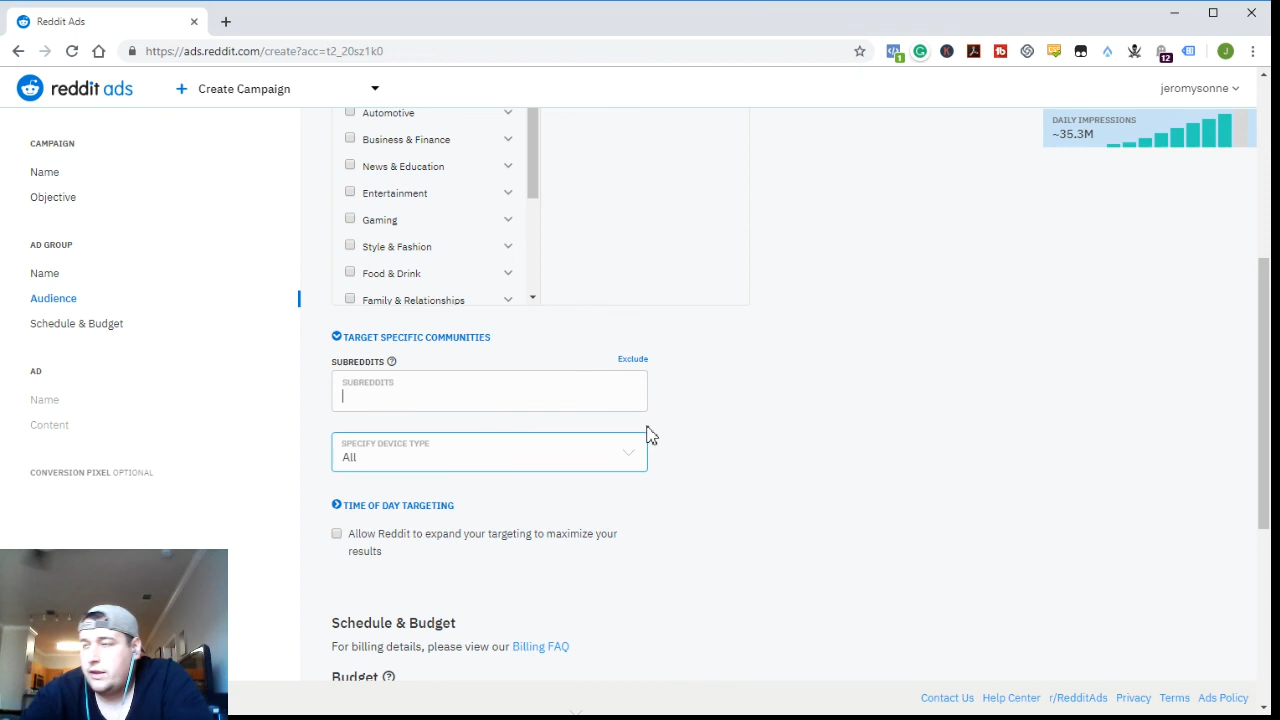 Reddit Ads
https://ads.reddit.com/create?acc=t2_20sz1k0
1
12
J
reddit ads
+ Create Campaign
jeromysonne
CAMPAIGN
Name
Objective
AD GROUP
Name
Audience
Schedule & Budget
AD
Name
Content
CONVERSION PIXEL OPTIONAL
Automotive
Business & Finance
News & Education
Entertainment
Gaming
Style & Fashion
Food & Drink
Family & Relationships
DAILY IMPRESSIONS
~35.3M
TARGET SPECIFIC COMMUNITIES
SUBREDDITS
Exclude
SUBREDDITS
SPECIFY DEVICE TYPE
All
TIME OF DAY TARGETING
Allow Reddit to expand your targeting to maximize your
results
Schedule & Budget
For billing details, please view our Billing FAQ
Budget
Contact Us Help Center r/RedditAds Privacy Terms Ads Policy